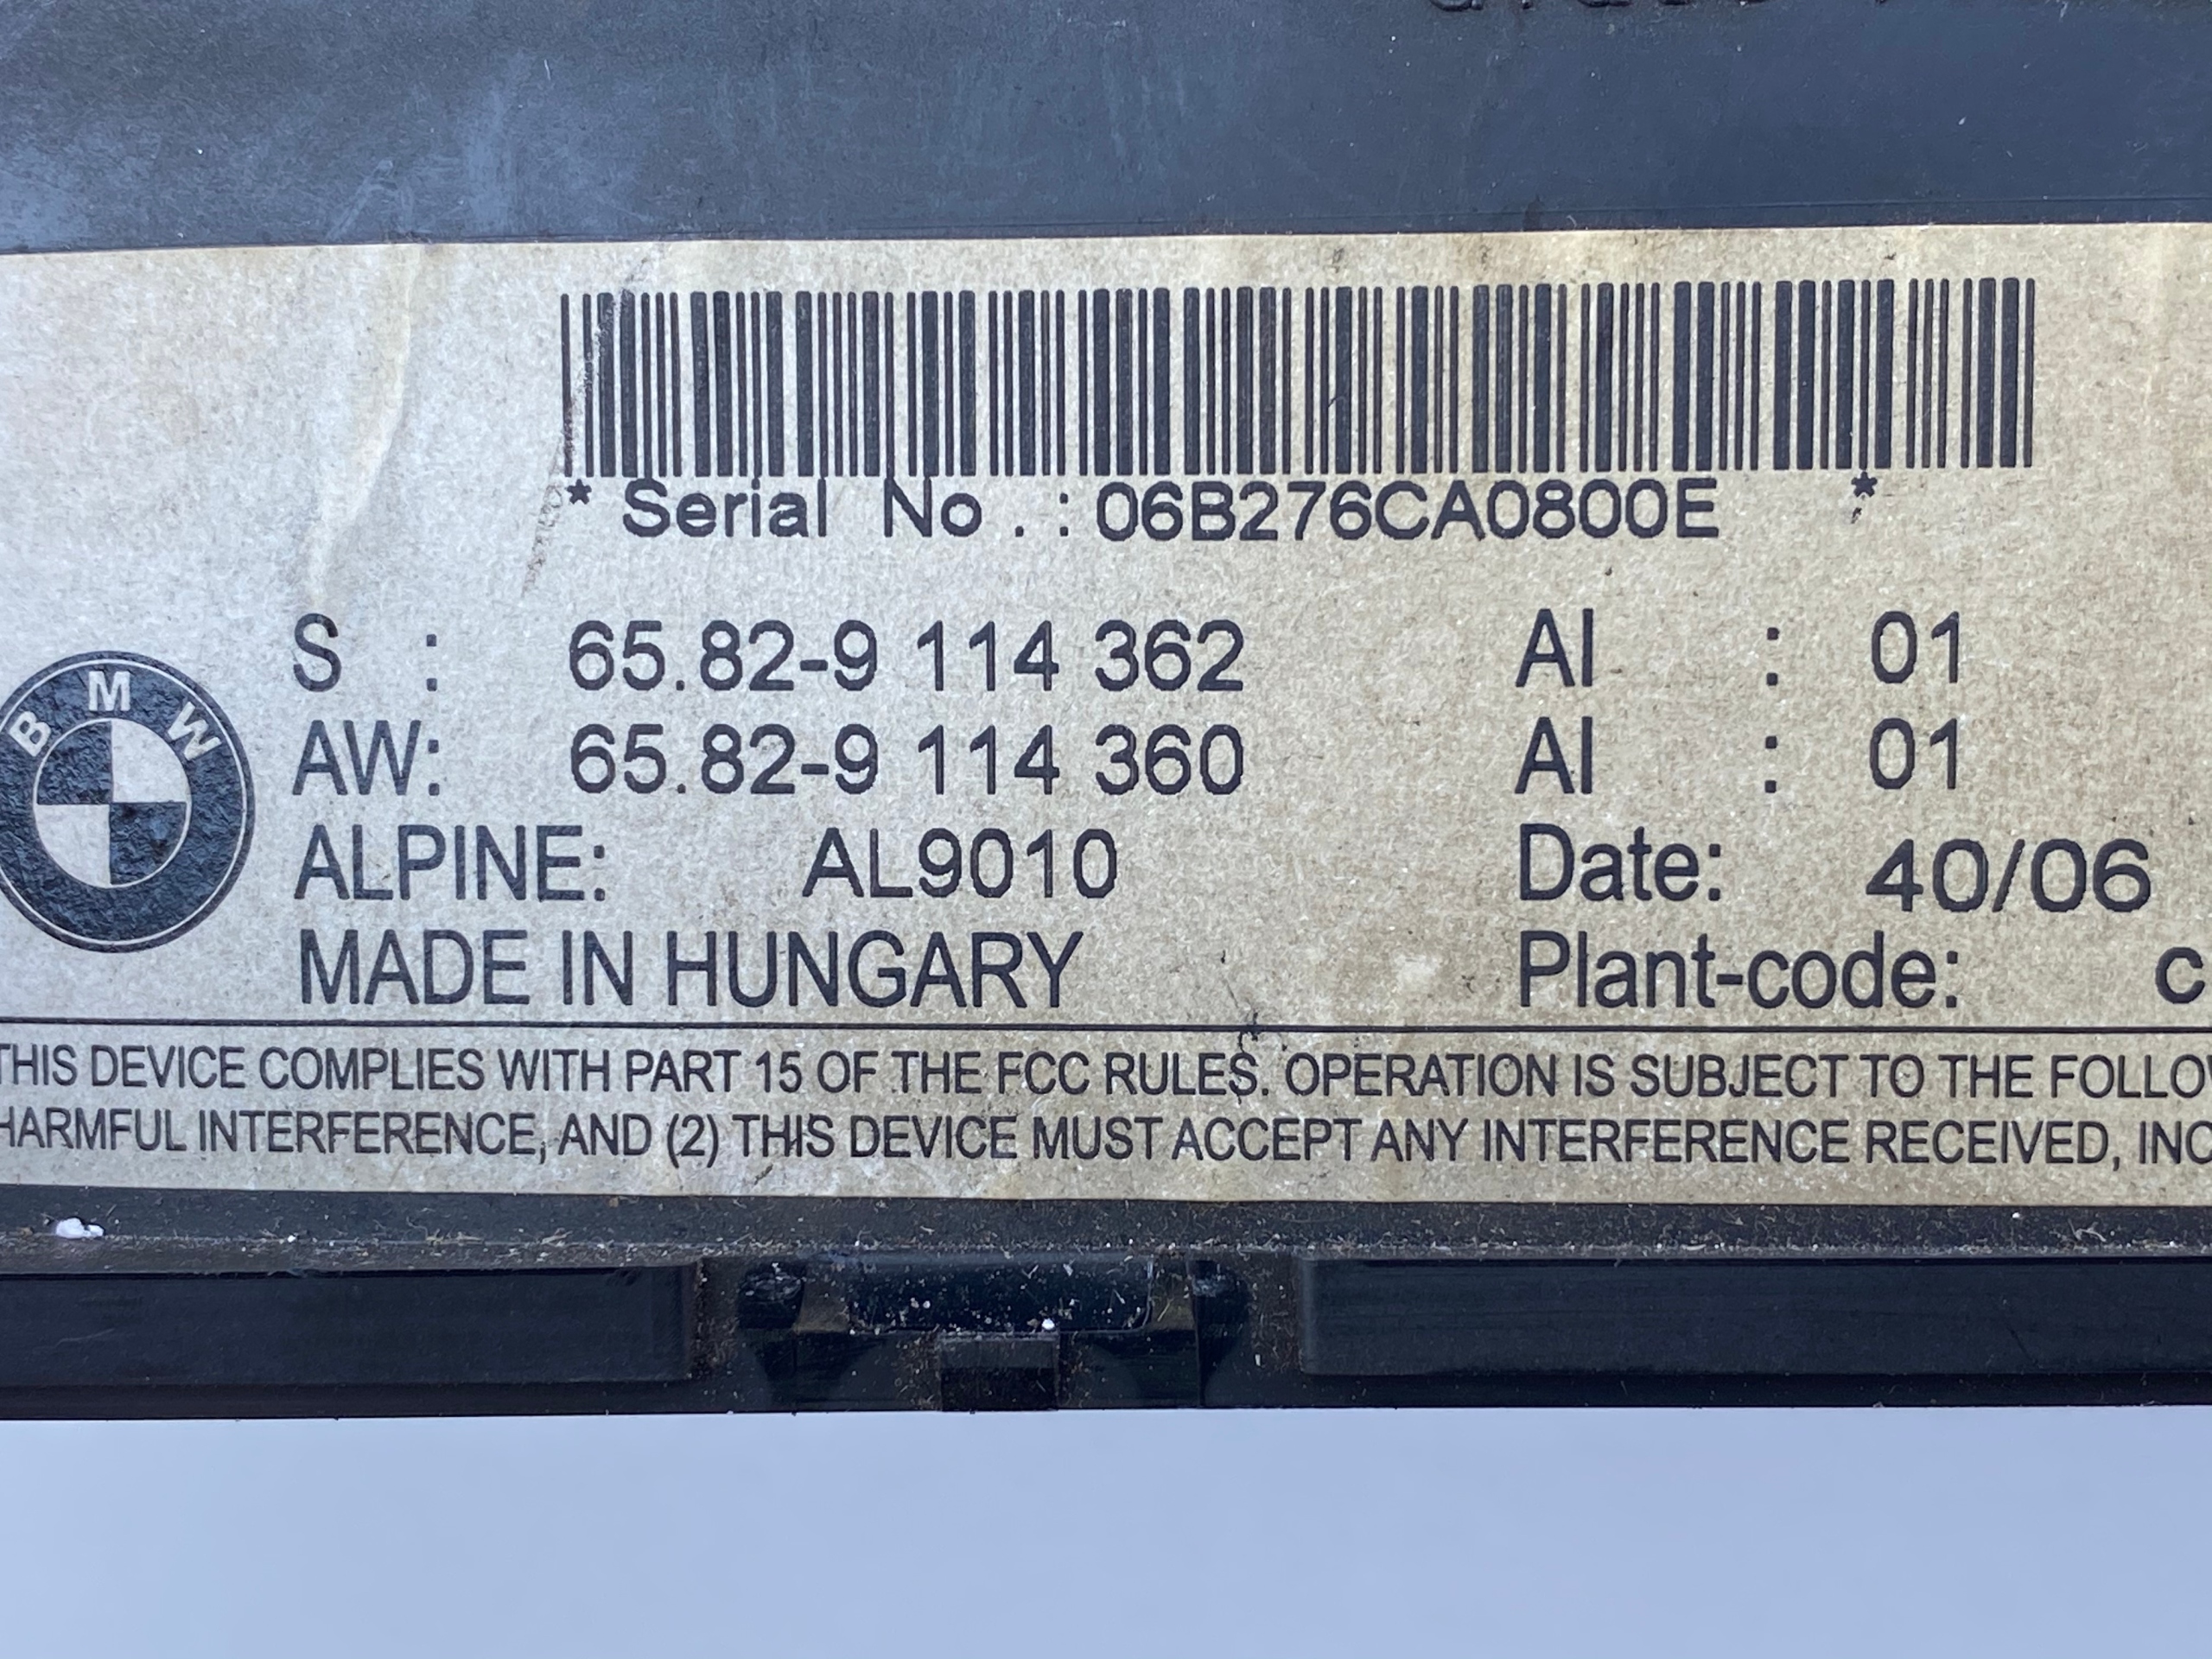 * Serial No . : 06B276CA0800E *
S : 65.82-9 114 362 AI : 01
BMW
AW: 65.82-9 114 360 AI : 01
ALPINE: AL9010 Date: 40/06
MADE IN HUNGARY Plant-code: C
THIS DEVICE COMPLIES WITH PART 15 OF THE FCC RULES. OPERATION IS SUBJECT TO THE
HARMFUL INTERFERENCE, AND (2) THIS DEVICE MUST ACCEPT ANY INTERFERENCE RECEIVED,